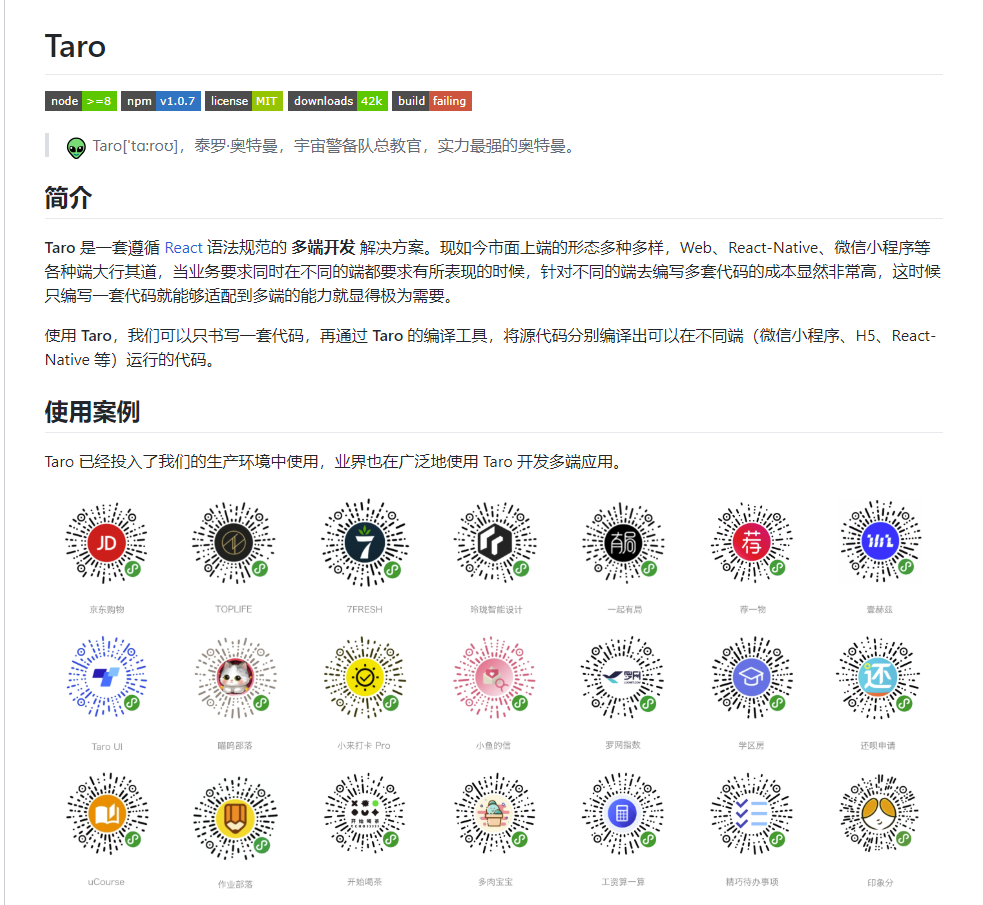 Taro
node >=8 npm v1.0.7 license MIT downloads 42k build failing
Taro['tɑ:roʊ]，泰罗·奥特曼，宇宙警备队总教官，实力最强的奥特曼。
简介
Taro 是一套遵循 React 语法规范的 多端开发 解决方案。现如今市面上端的形态多种多样，Web、React-Native、微信小程序等
各种端大行其道，当业务要求同时在不同的端都要求有所表现的时候，针对不同的端去编写多套代码的成本显然非常高，这时候
只编写一套代码就能够适配到多端的能力就显得极为需要。
使用 Taro，我们可以只书写一套代码，再通过 Taro 的编译工具，将源代码分别编译出可以在不同端（微信小程序、H5、React-
Native 等）运行的代码。
使用案例
Taro 已经投入了我们的生产环境中使用，业界也在广泛地使用 Taro 开发多端应用。
JD 7 有局 荐
京东购物 TOPLIFE 7FRESH 玲珑智能设计 一起有局 荐一物 壹赫兹
罗网 还
Taro UI 喵呜部落 小来打卡 Pro 小鱼的信 罗网指数 学区房 还呗申请
开始喝茶
uCourse 作业部落 开始喝茶 多肉宝宝 工资算一算 精巧待办事项 印象分